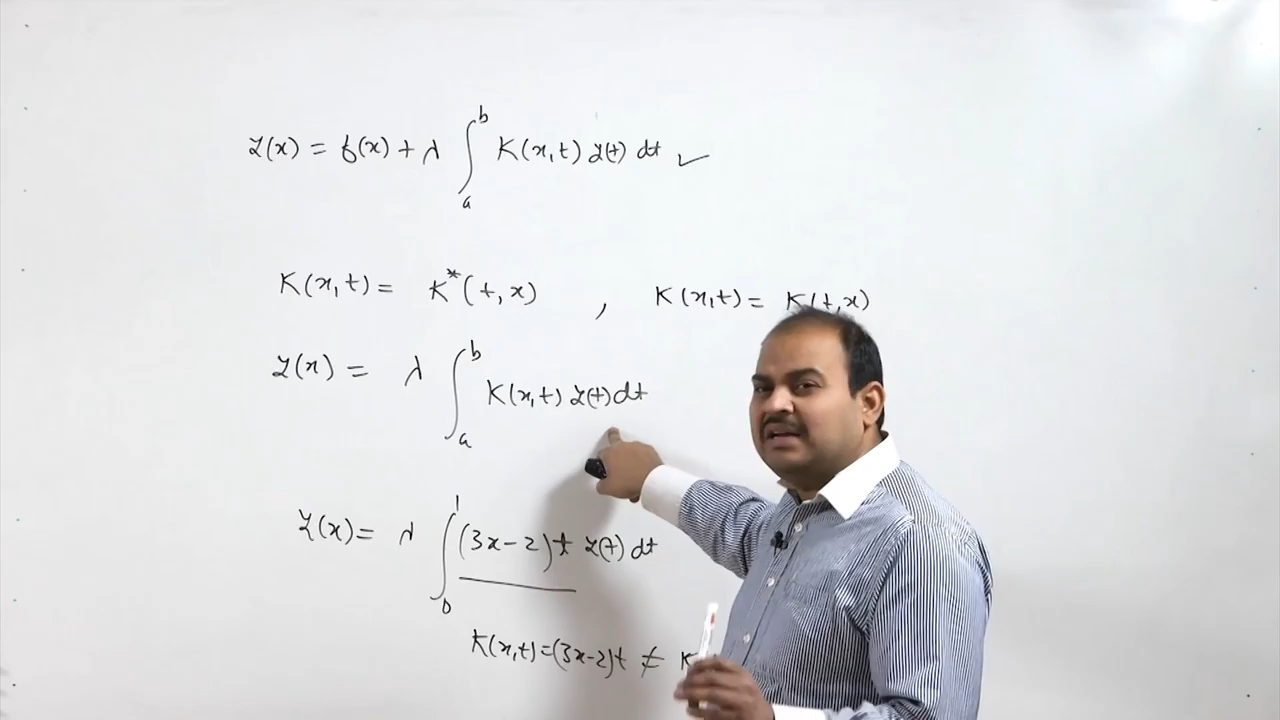 y(x) = f(x) + λ ∫_a^b K(x,t) y(t) dt ✓
K(x,t) = K*(t,x) , K(x,t) = K(t,x)
y(x) = λ ∫_a^b K(x,t) y(t) dt
y(x) = λ ∫_0^1 (3x-2)t y(t) dt
K(x,t) = (3x-2)t ≠ K